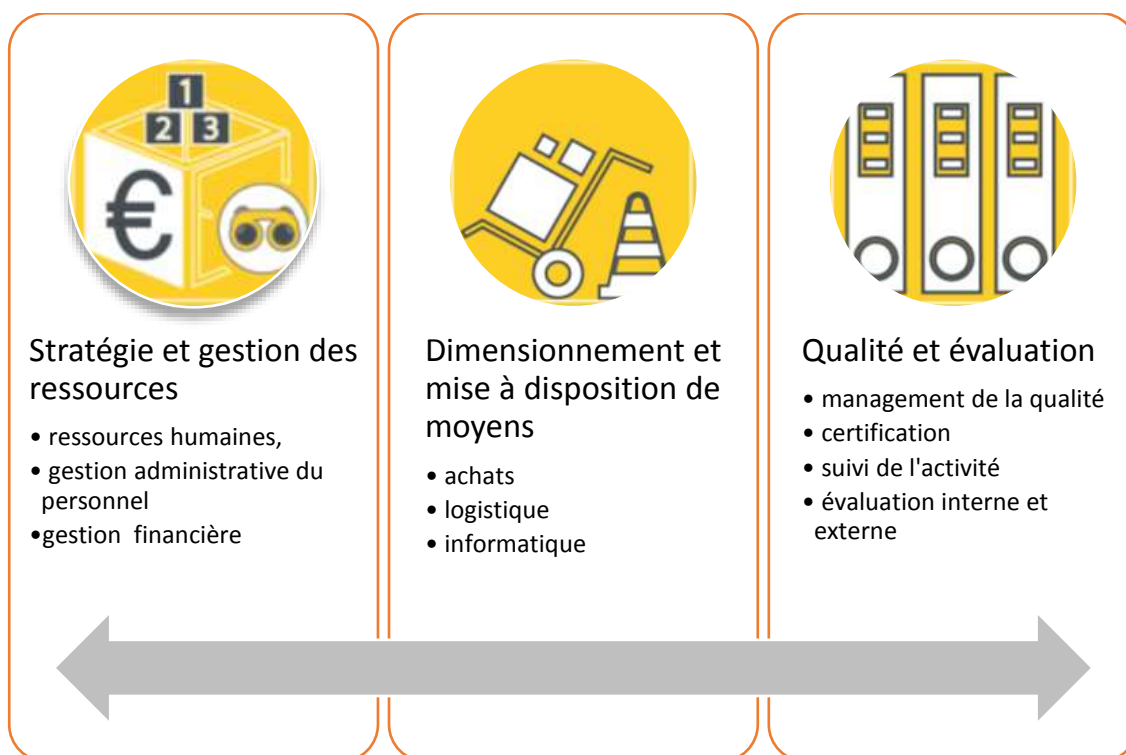 1
2 3
€
Stratégie et gestion des
ressources
• ressources humaines,
• gestion administrative du
personnel
•gestion financière
Dimensionnement et
mise à disposition de
moyens
• achats
• logistique
• informatique
Qualité et évaluation
• management de la qualité
• certification
• suivi de l'activité
• évaluation interne et
externe